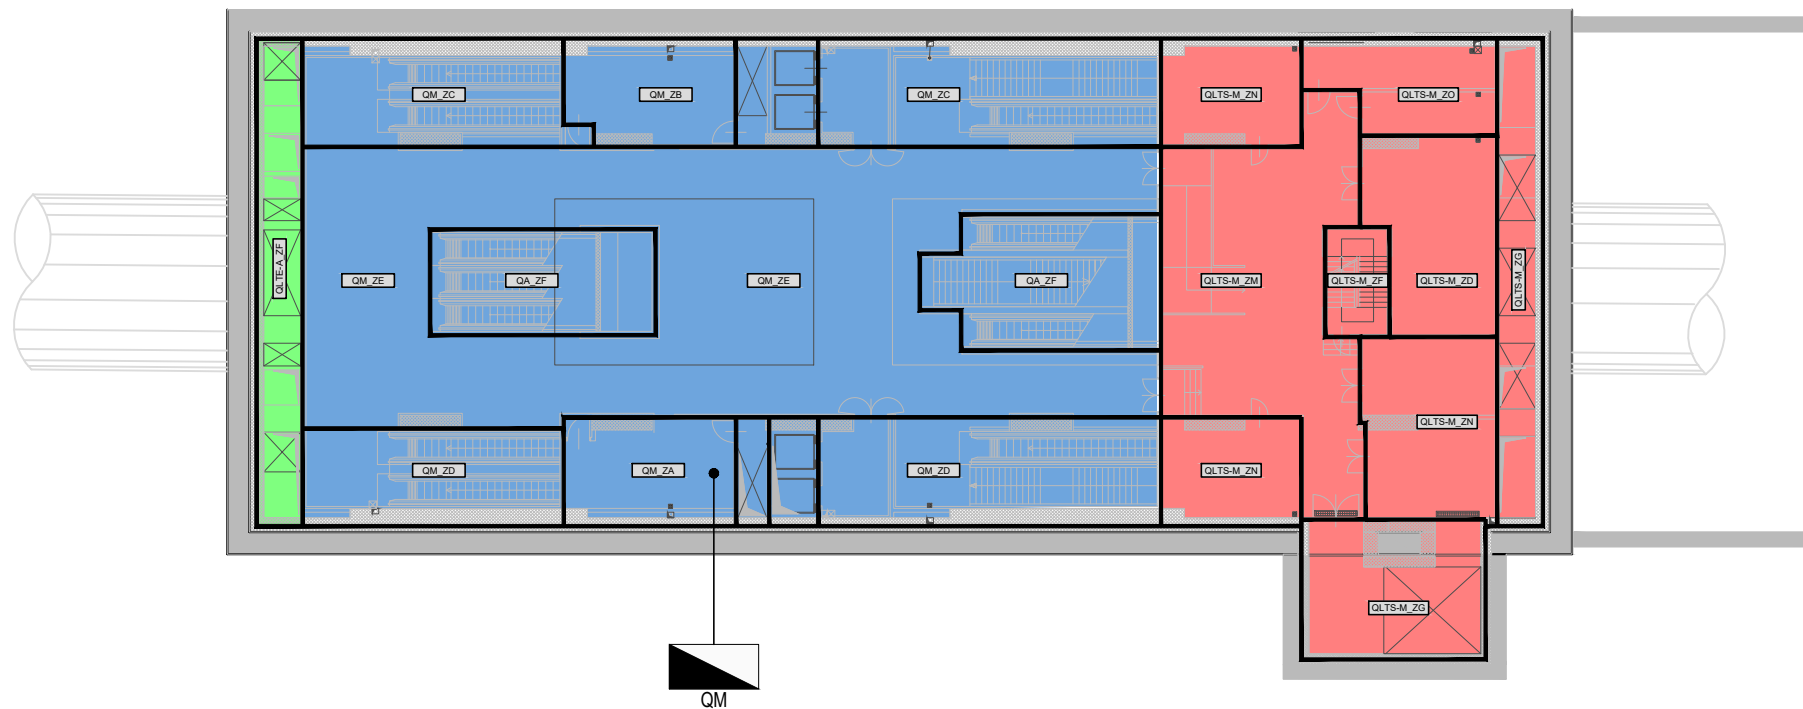 QM_ZC
QM_ZB
QM_ZC
QLTS-M_ZN
QLTS-M_ZO
QLTE-A_ZF
QM_ZE
QA_ZF
QM_ZE
QA_ZF
QLTS-M_ZM
QLTS-M_ZF
QLTS-M_ZD
QLTS-M_ZG
QLTS-M_ZN
QM_ZD
QM_ZA
QM_ZD
QLTS-M_ZN
QLTS-M_ZG
QM